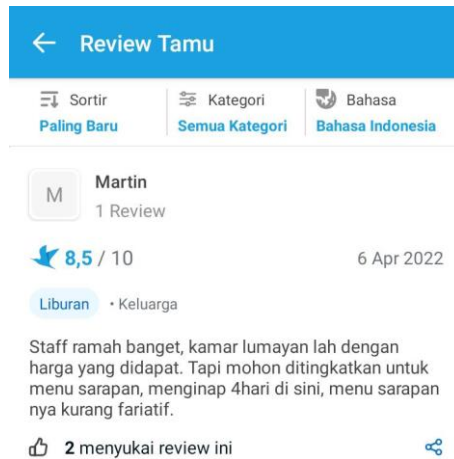 Review Tamu
Sortir
Kategori
Bahasa
Paling Baru
Semua Kategori
Bahasa Indonesia
M
Martin
1 Review
8,5 / 10
6 Apr 2022
Liburan • Keluarga
Staff ramah banget, kamar lumayan lah dengan
harga yang didapat. Tapi mohon ditingkatkan untuk
menu sarapan, menginap 4hari di sini, menu sarapan
nya kurang fariatif.
2 menyukai review ini